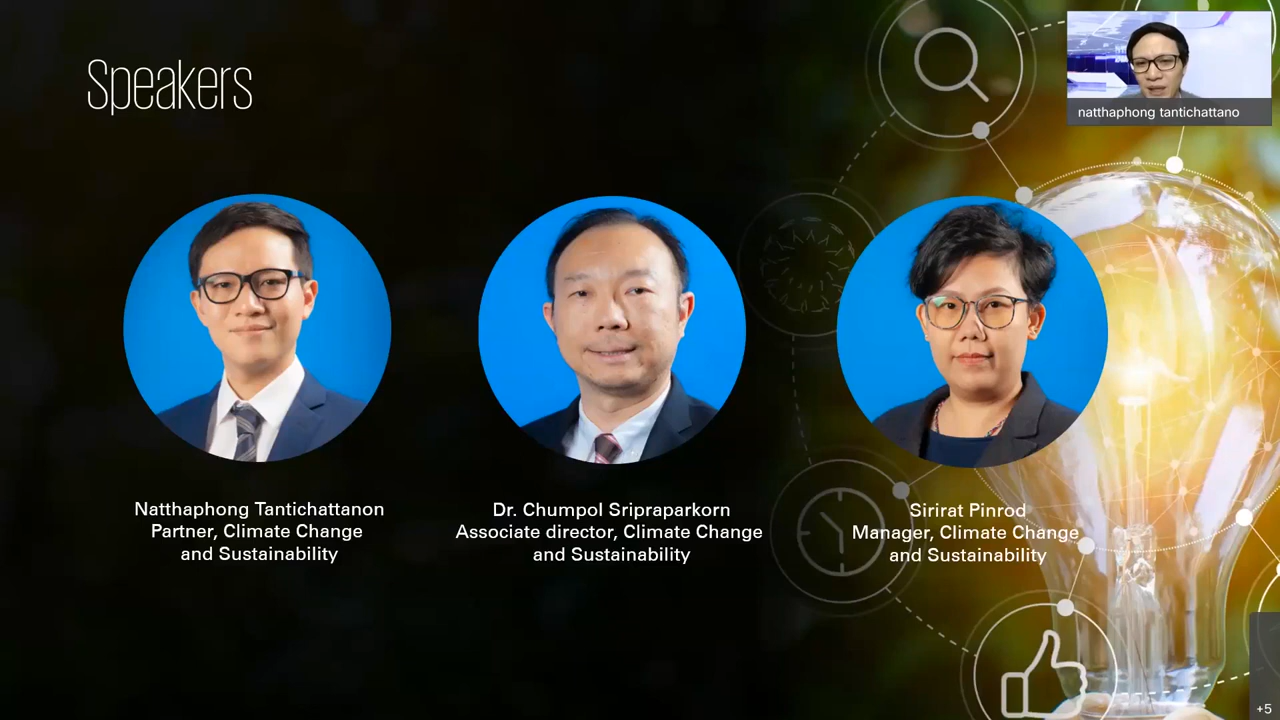 Speakers
natthaphong tantichattano
Natthaphong Tantichattanon
Partner, Climate Change
and Sustainability
Dr. Chumpol Sripraparkorn
Associate director, Climate Change
and Sustainability
Sirirat Pinrod
Manager, Climate Change
and Sustainability
+5